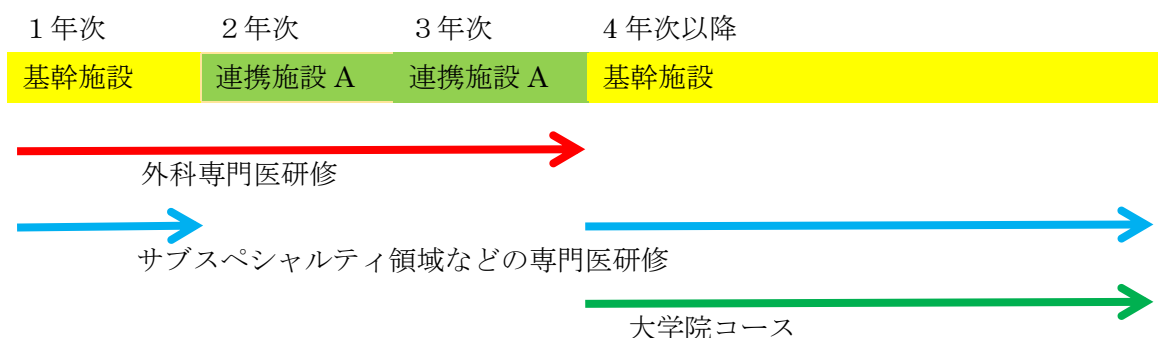 １年次 ２年次 ３年次 ４年次以降
基幹施設 連携施設 A 連携施設 A 基幹施設
外科専門医研修
サブスペシャルティ領域などの専門医研修
大学院コース